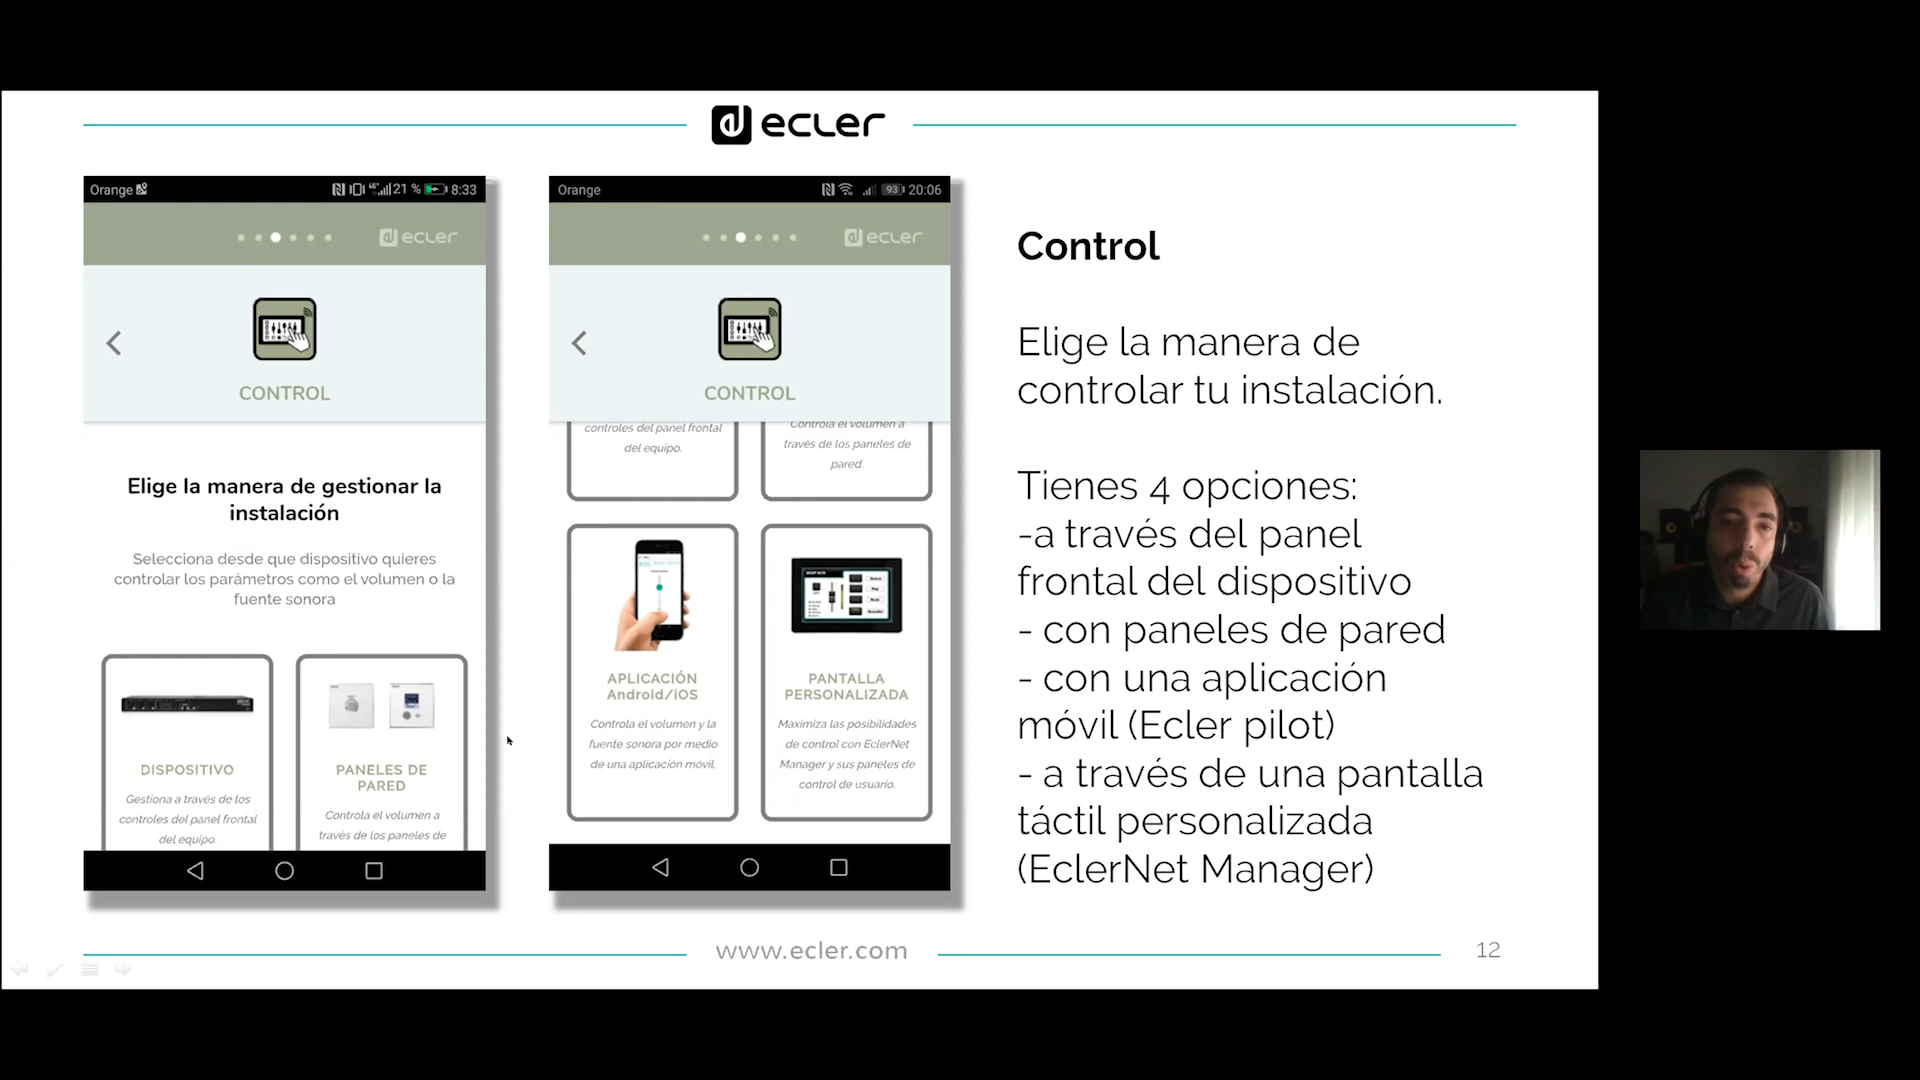 ecler
Orange 21 % 8:33
ecler
CONTROL
Elige la manera de gestionar la
instalación
Selecciona desde que dispositivo quieres
controlar los parámetros como el volumen o la
fuente sonora
DISPOSITIVO
Gestiona a través de los
controles del panel frontal
del equipo.
PANELES DE
PARED
Controla el volumen a
través de los paneles de
Orange 93 20:06
ecler
CONTROL
controles del panel frontal
del equipo.
Controla el volumen a
través de los paneles de
pared.
APLICACIÓN
Android/iOS
Controla el volumen y la
fuente sonora por medio
de una aplicación móvil.
PANTALLA
PERSONALIZADA
Maximiza las posibilidades
de control con EclerNet
Manager y sus paneles de
control de usuario.
Control
Elige la manera de
controlar tu instalación.
Tienes 4 opciones:
-a través del panel
frontal del dispositivo
- con paneles de pared
- con una aplicación
móvil (Ecler pilot)
- a través de una pantalla
táctil personalizada
(EclerNet Manager)
www.ecler.com
12